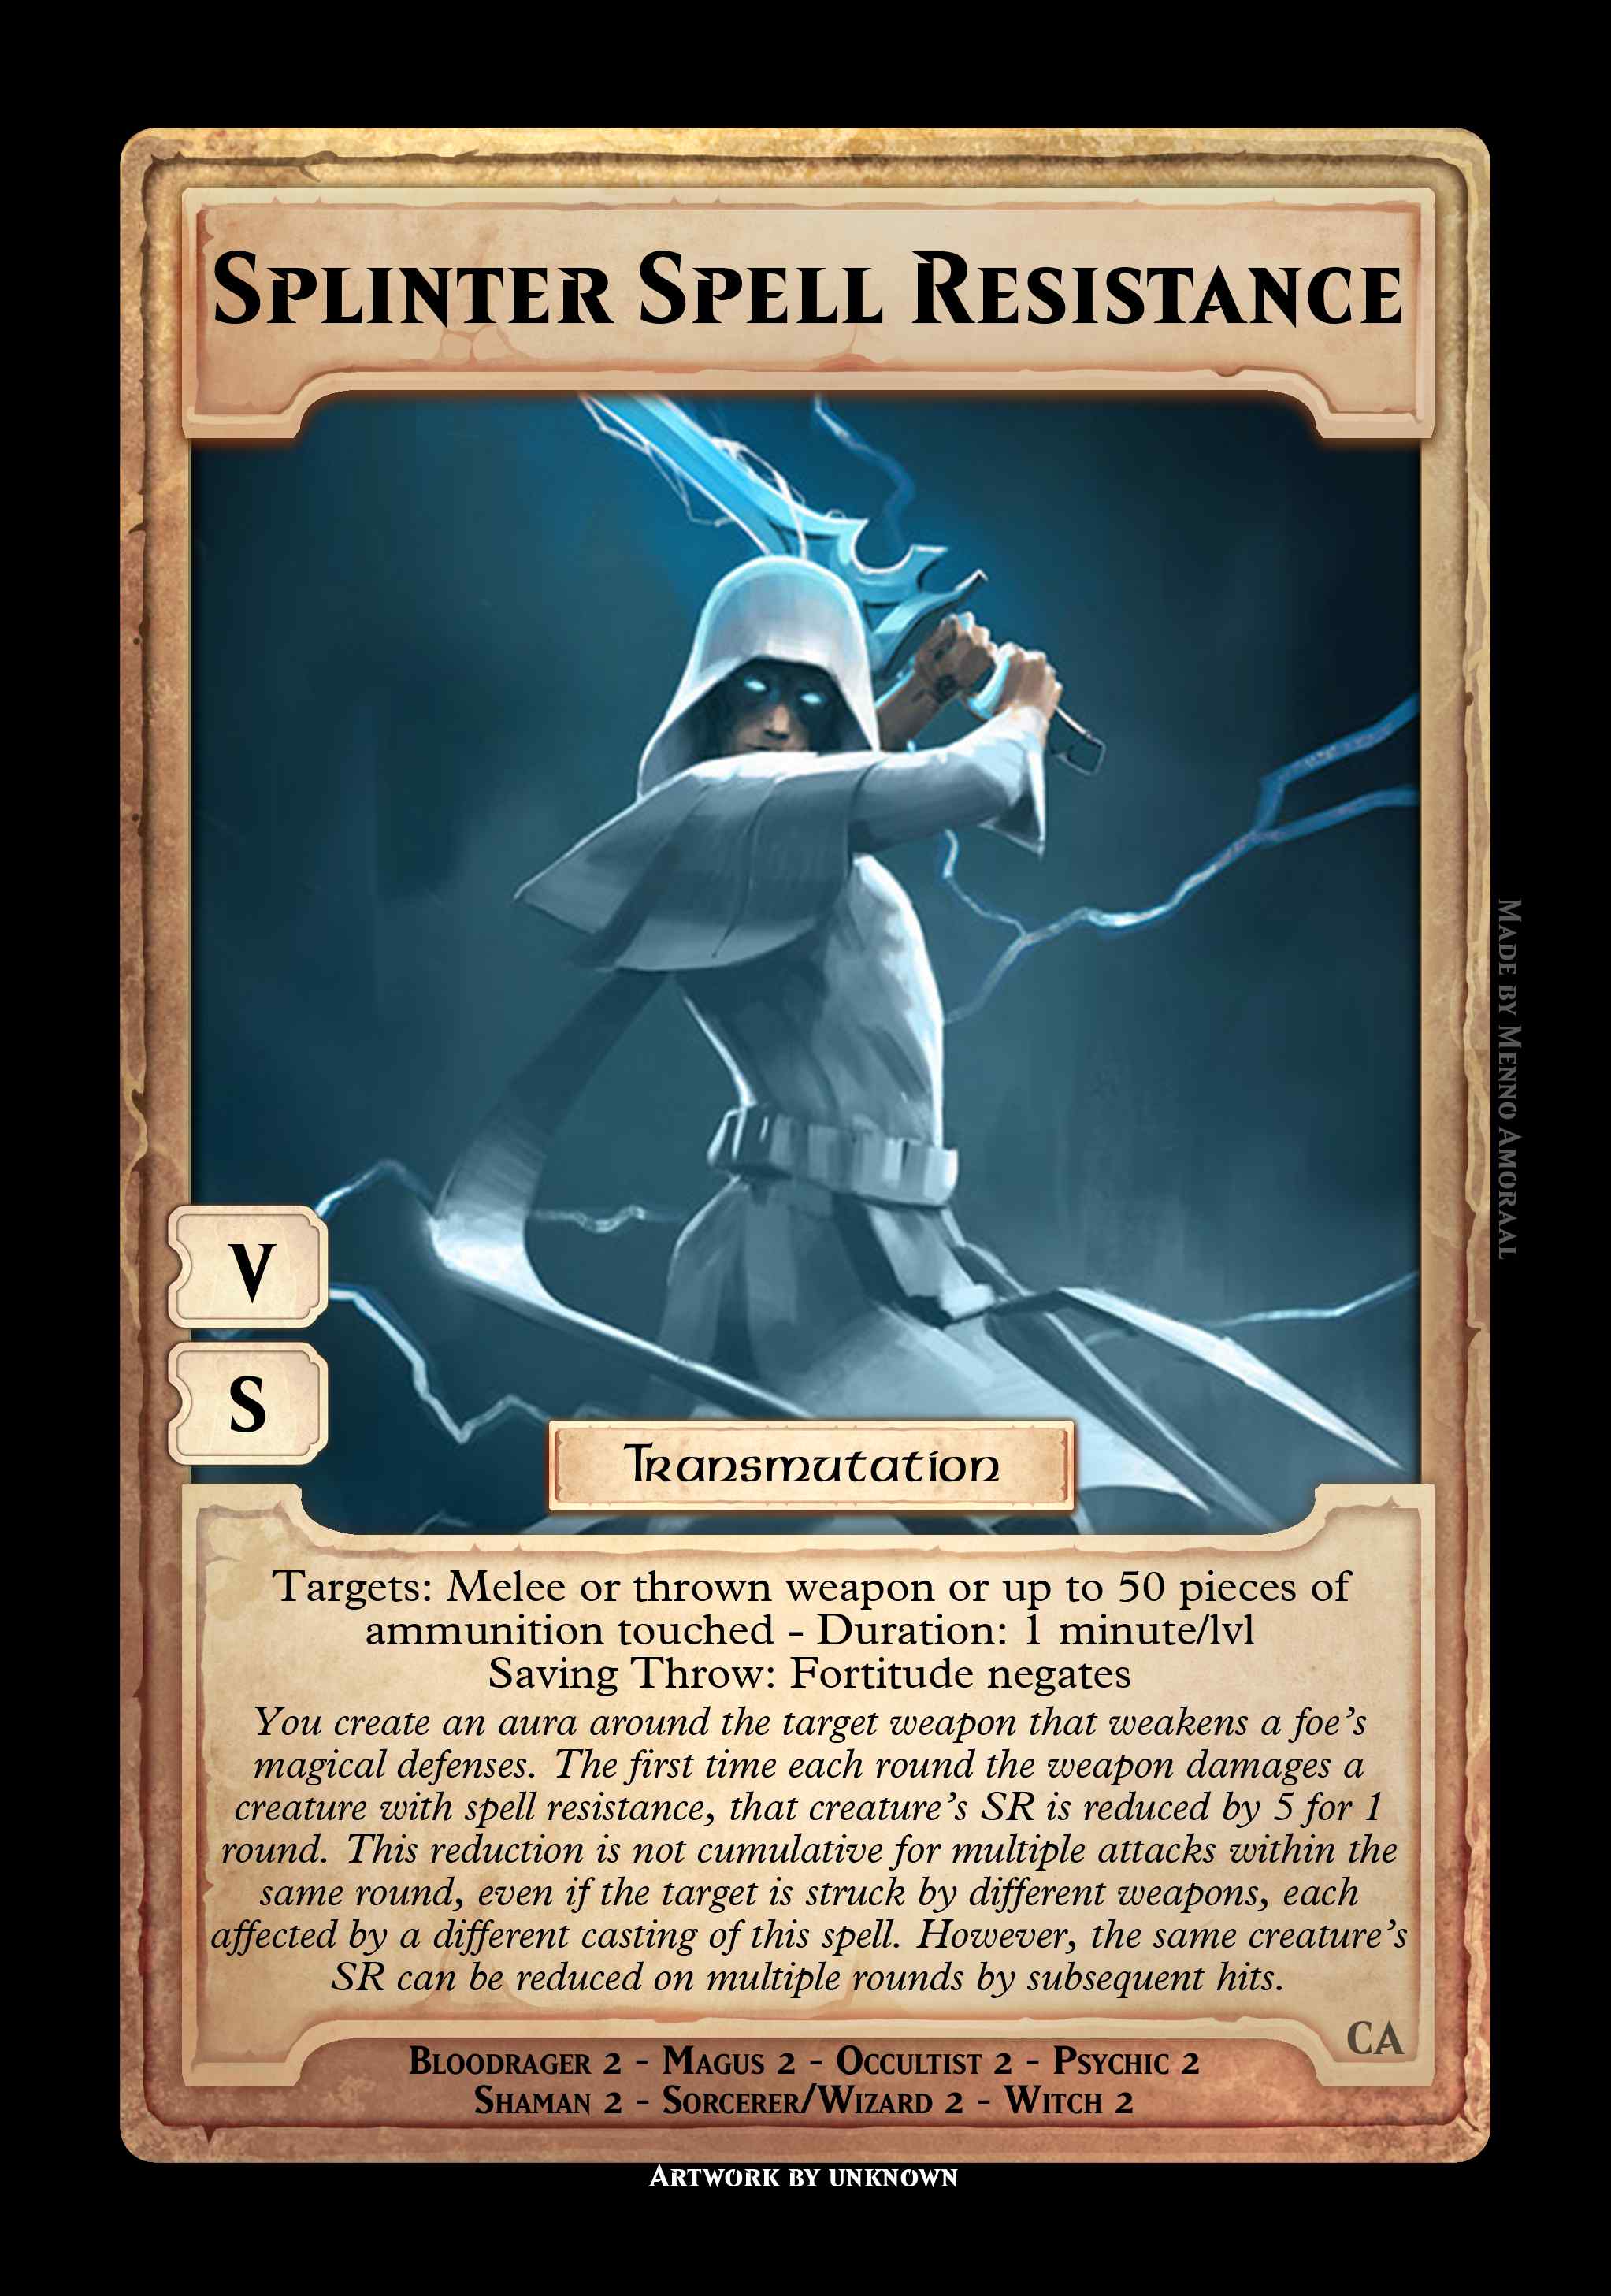 Splinter Spell Resistance
Made by Menno Amoraal
V
S
Transmutation
Targets: Melee or thrown weapon or up to 50 pieces of
ammunition touched - Duration: 1 minute/lvl
Saving Throw: Fortitude negates
You create an aura around the target weapon that weakens a foe's
magical defenses. The first time each round the weapon damages a
creature with spell resistance, that creature's SR is reduced by 5 for 1
round. This reduction is not cumulative for multiple attacks within the
same round, even if the target is struck by different weapons, each
affected by a different casting of this spell. However, the same creature's
SR can be reduced on multiple rounds by subsequent hits.
CA
Bloodrager 2 - Magus 2 - Occultist 2 - Psychic 2
Shaman 2 - Sorcerer/Wizard 2 - Witch 2
Artwork by unknown